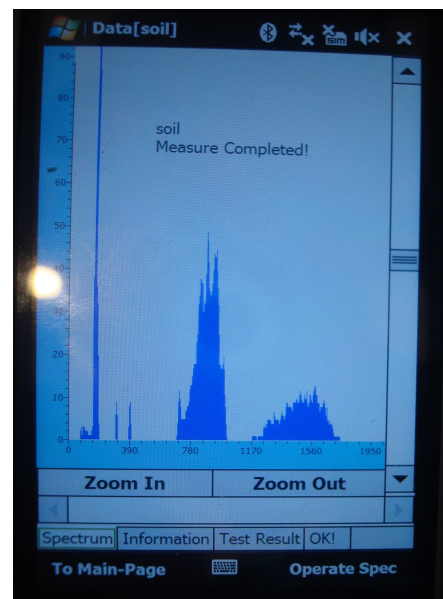 Data[soil]
SIM
90
80
70
60
50
40
30
20
10
0
soil
Measure Completed!
0 390 780 1170 1560 1950
Zoom In Zoom Out
Spectrum Information Test Result OK!
To Main-Page Operate Spec